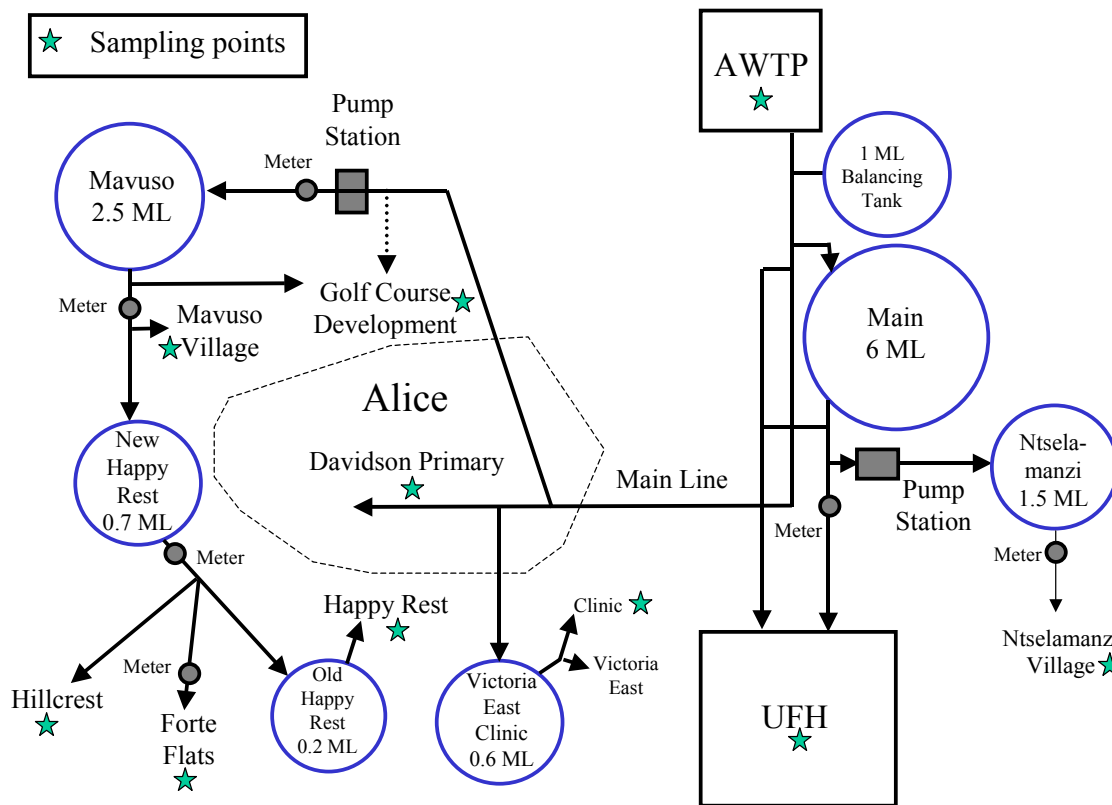 Sampling points
AWTP
Pump
Station
Meter
1 ML
Balancing
Tank
Mavuso
2.5 ML
Meter
Golf Course
Development
Mavuso
Village
Main
6 ML
Alice
New
Happy
Rest
0.7 ML
Davidson Primary
Main Line
Ntsela-
manzi
1.5 ML
Pump
Station
Meter
Meter
Meter
Happy Rest
Clinic
Victoria
East
Ntselamanzi
Village
Meter
Hillcrest
Forte
Flats
Old
Happy
Rest
0.2 ML
Victoria
East
Clinic
0.6 ML
UFH